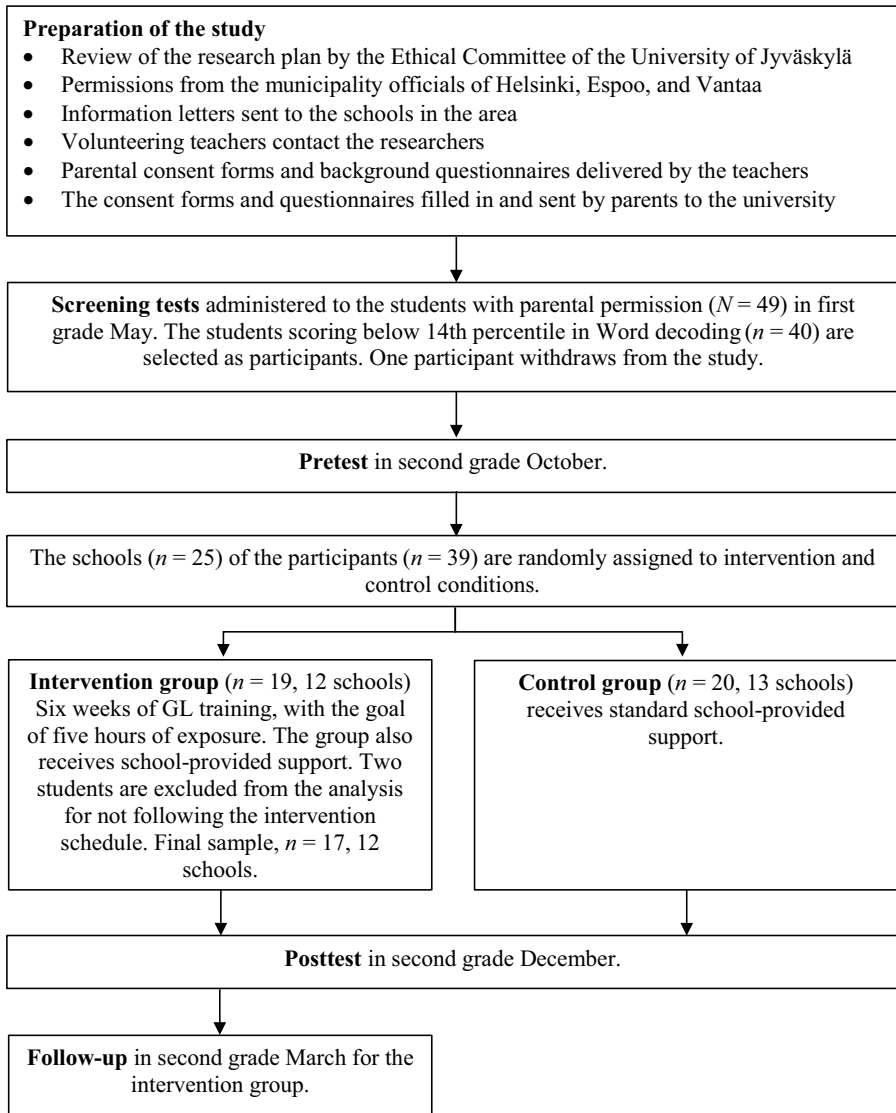 Preparation of the study
• Review of the research plan by the Ethical Committee of the University of Jyväskylä
• Permissions from the municipality officials of Helsinki, Espoo, and Vantaa
• Information letters sent to the schools in the area
• Volunteering teachers contact the researchers
• Parental consent forms and background questionnaires delivered by the teachers
• The consent forms and questionnaires filled in and sent by parents to the university
Screening tests administered to the students with parental permission (N = 49) in first
grade May. The students scoring below 14th percentile in Word decoding (n = 40) are
selected as participants. One participant withdraws from the study.
Pretest in second grade October.
The schools (n = 25) of the participants (n = 39) are randomly assigned to intervention and
control conditions.
Intervention group (n = 19, 12 schools)
Six weeks of GL training, with the goal
of five hours of exposure. The group also
receives school-provided support. Two
students are excluded from the analysis
for not following the intervention
schedule. Final sample, n = 17, 12
schools.
Control group (n = 20, 13 schools)
receives standard school-provided
support.
Posttest in second grade December.
Follow-up in second grade March for the
intervention group.